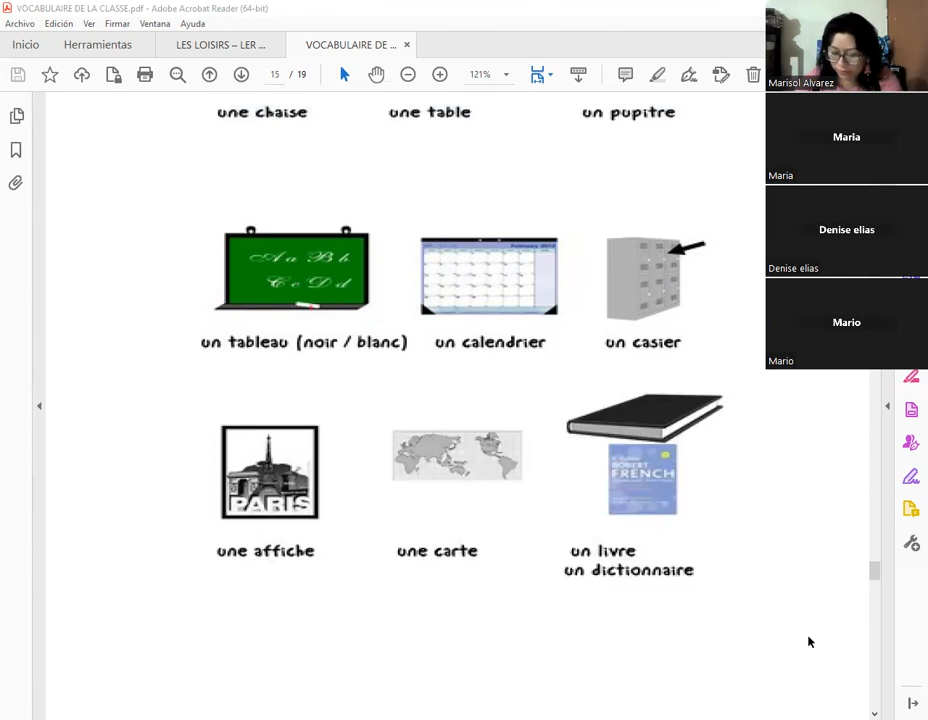 VOCABULAIRE DE LA CLASSE.pdf - Adobe Acrobat Reader (64-bit)
Archivo Edición Ver Firmar Ventana Ayuda
Inicio Herramientas LES LOISIRS – LER ... VOCABULAIRE DE ... ×
15 / 19 121%
une chaise une table un pupitre
A a B b
C c D d
un tableau (noir / blanc) un calendrier un casier
PARIS
ROBERT
FRENCH
une affiche une carte un livre
un dictionnaire
Marisol Alvarez
Maria
Maria
Denise elias
Denise elias
Mario
Mario